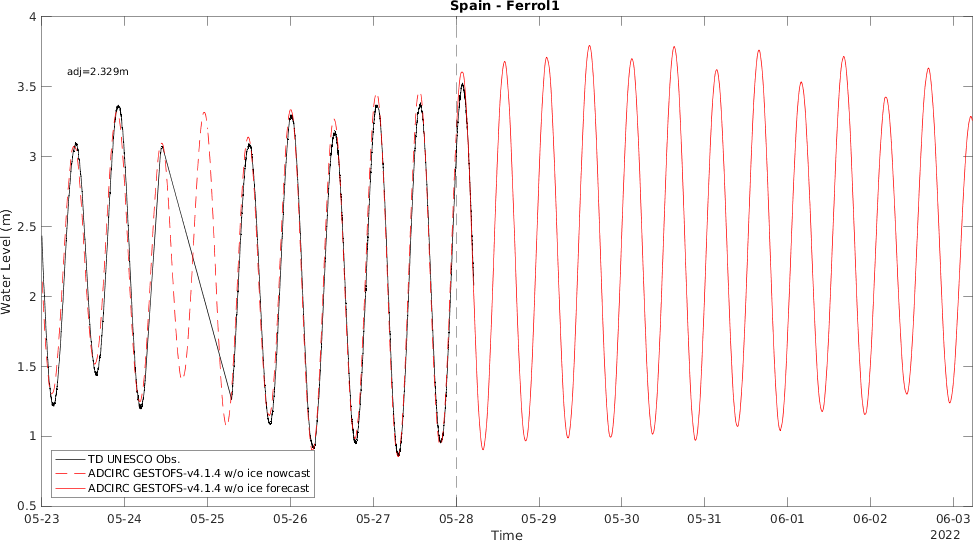 Spain - Ferrol1
4
adj=2.329m
3.5
3
2.5
Water Level (m)
2
1.5
1
TD UNESCO Obs.
ADCIRC GESTOFS-v4.1.4 w/o ice nowcast
ADCIRC GESTOFS-v4.1.4 w/o ice forecast
0.5
05-23 05-24 05-25 05-26 05-27 05-28 05-29 05-30 05-31 06-01 06-02 06-03
Time
2022